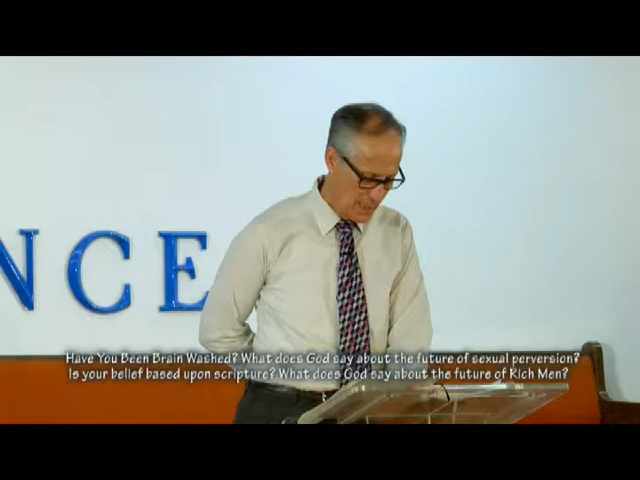 NCE
Have You Been Brain Washed? What does God say about the future of sexual perversion?
Is your belief based upon scripture? What does God say about the future of Rich Men?